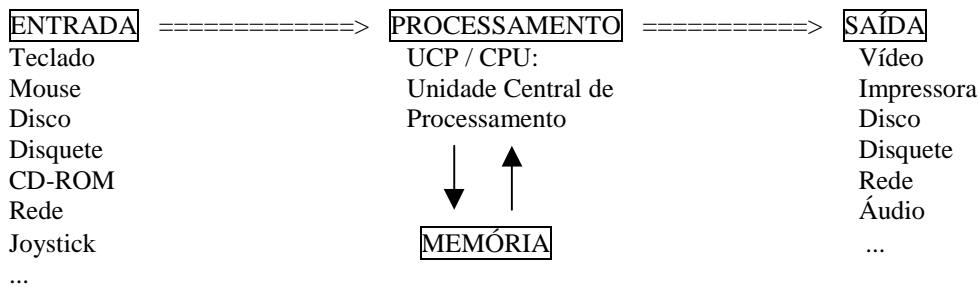 ENTRADA =============> PROCESSAMENTO ===========> SAÍDA
Teclado UCP / CPU: Vídeo
Mouse Unidade Central de Impressora
Disco Processamento Disco
Disquete Disquete
CD-ROM Rede
Rede Áudio
Joystick MEMÓRIA ...
...